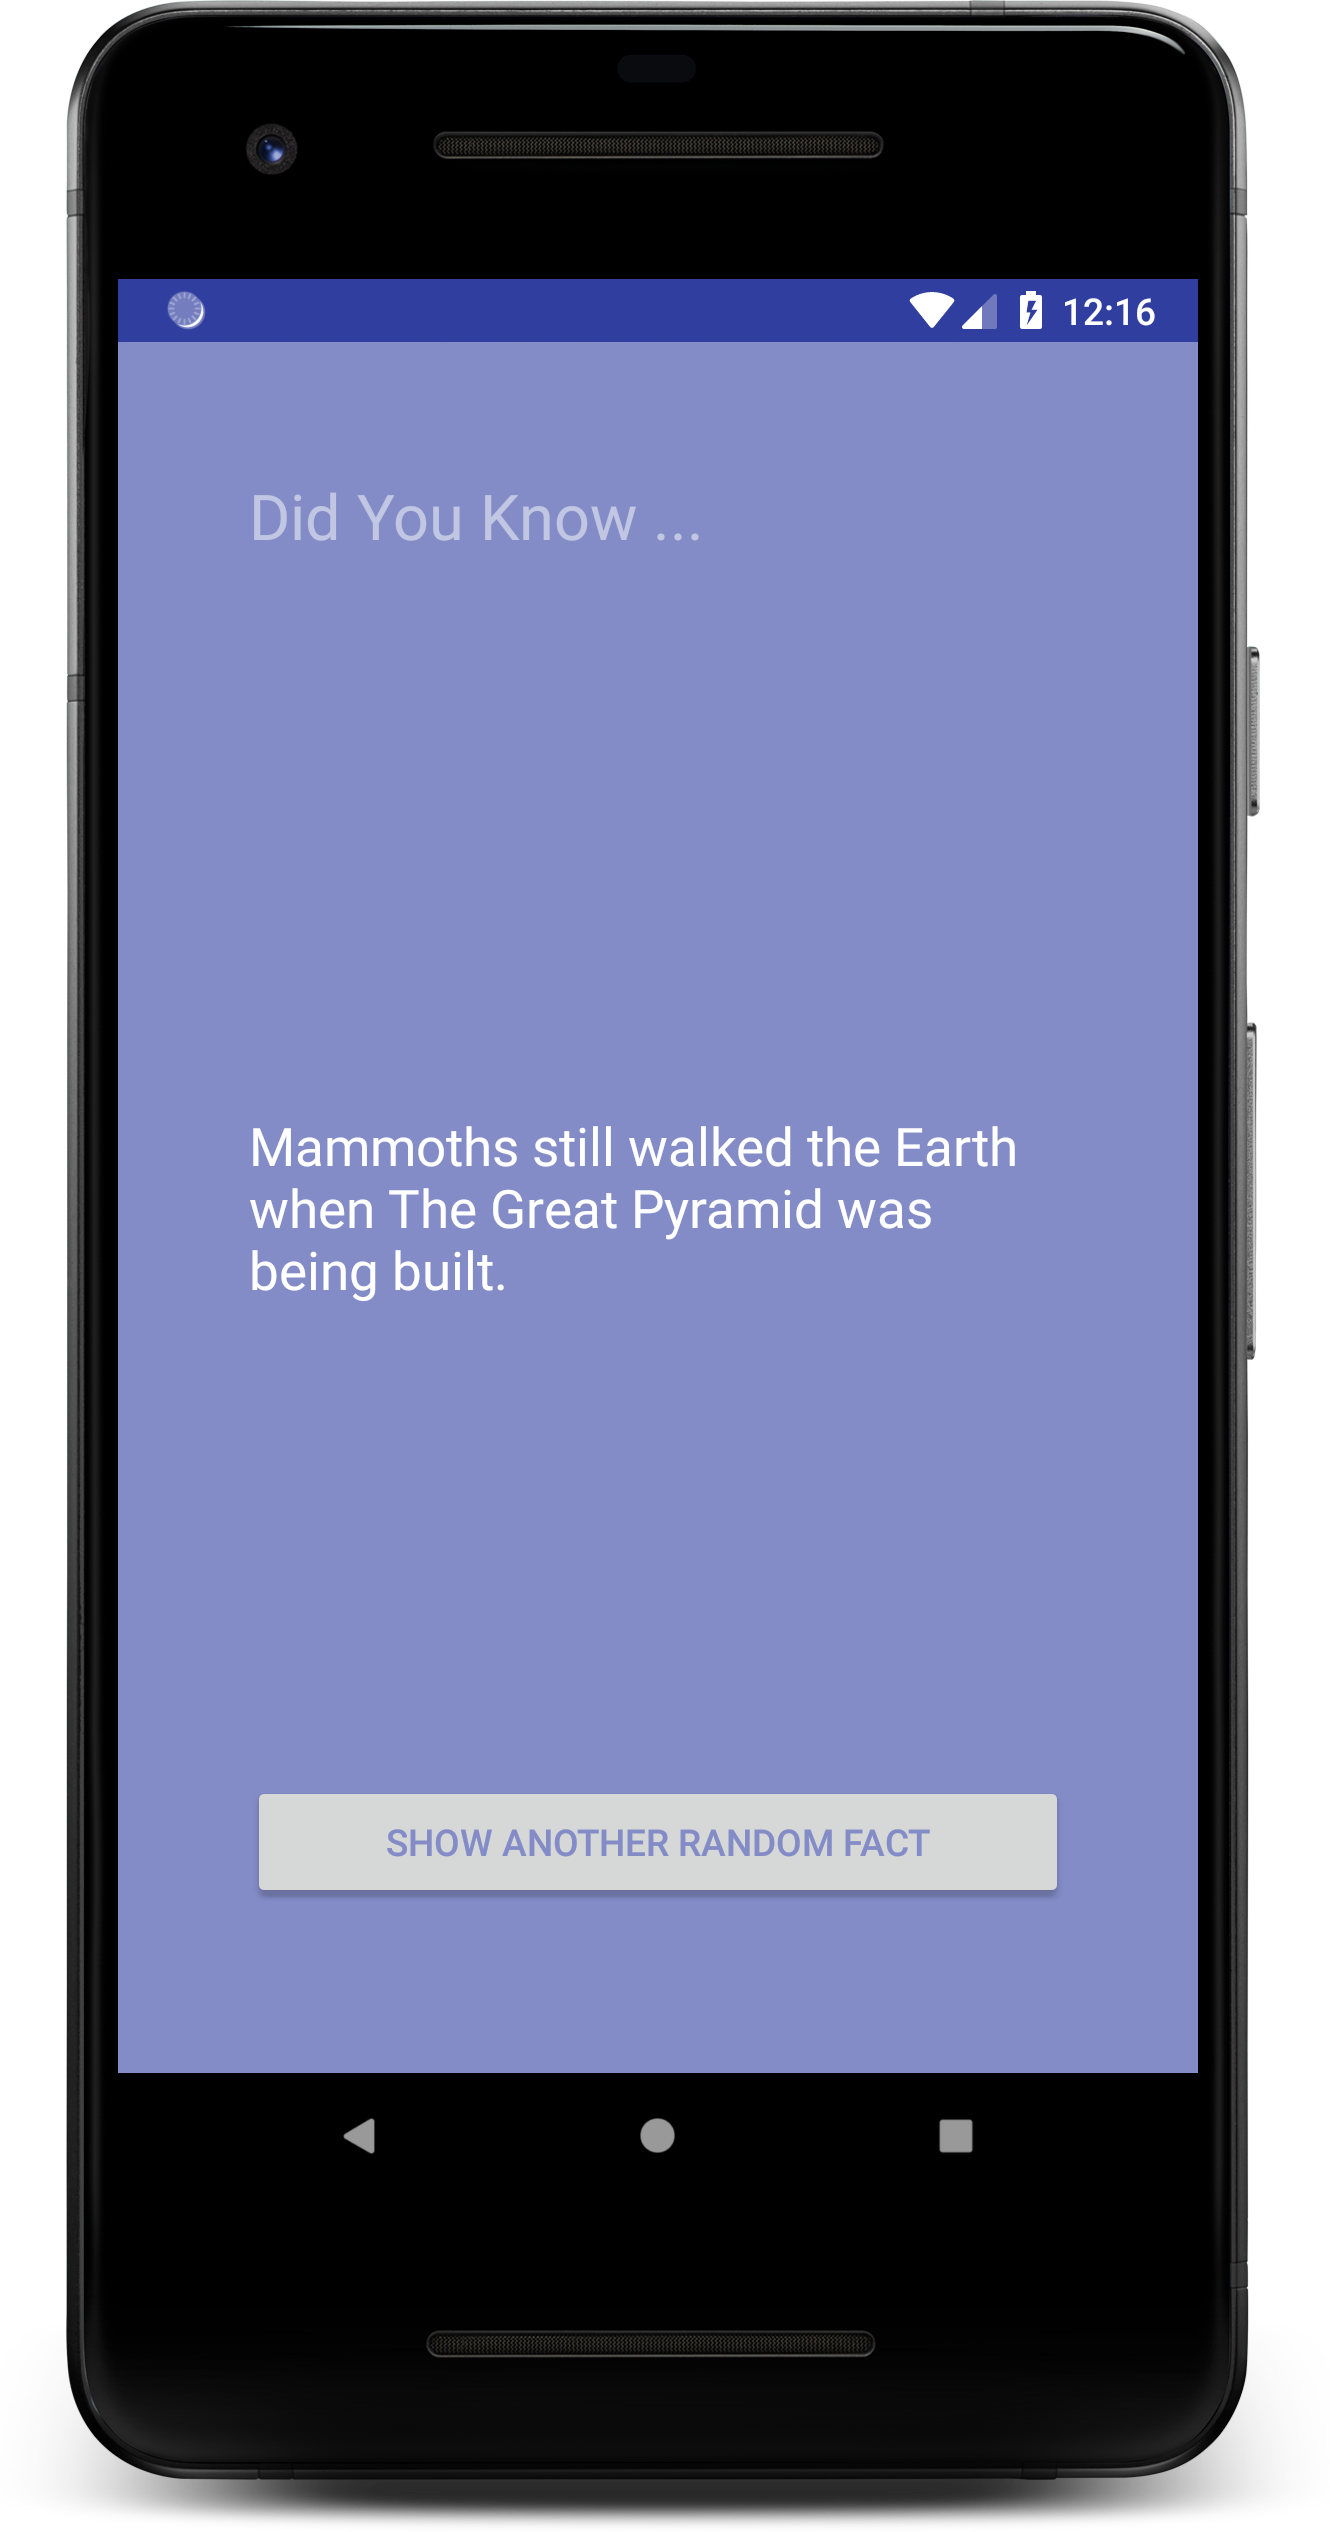 12:16
Did You Know ...
Mammoths still walked the Earth
when The Great Pyramid was
being built.
SHOW ANOTHER RANDOM FACT